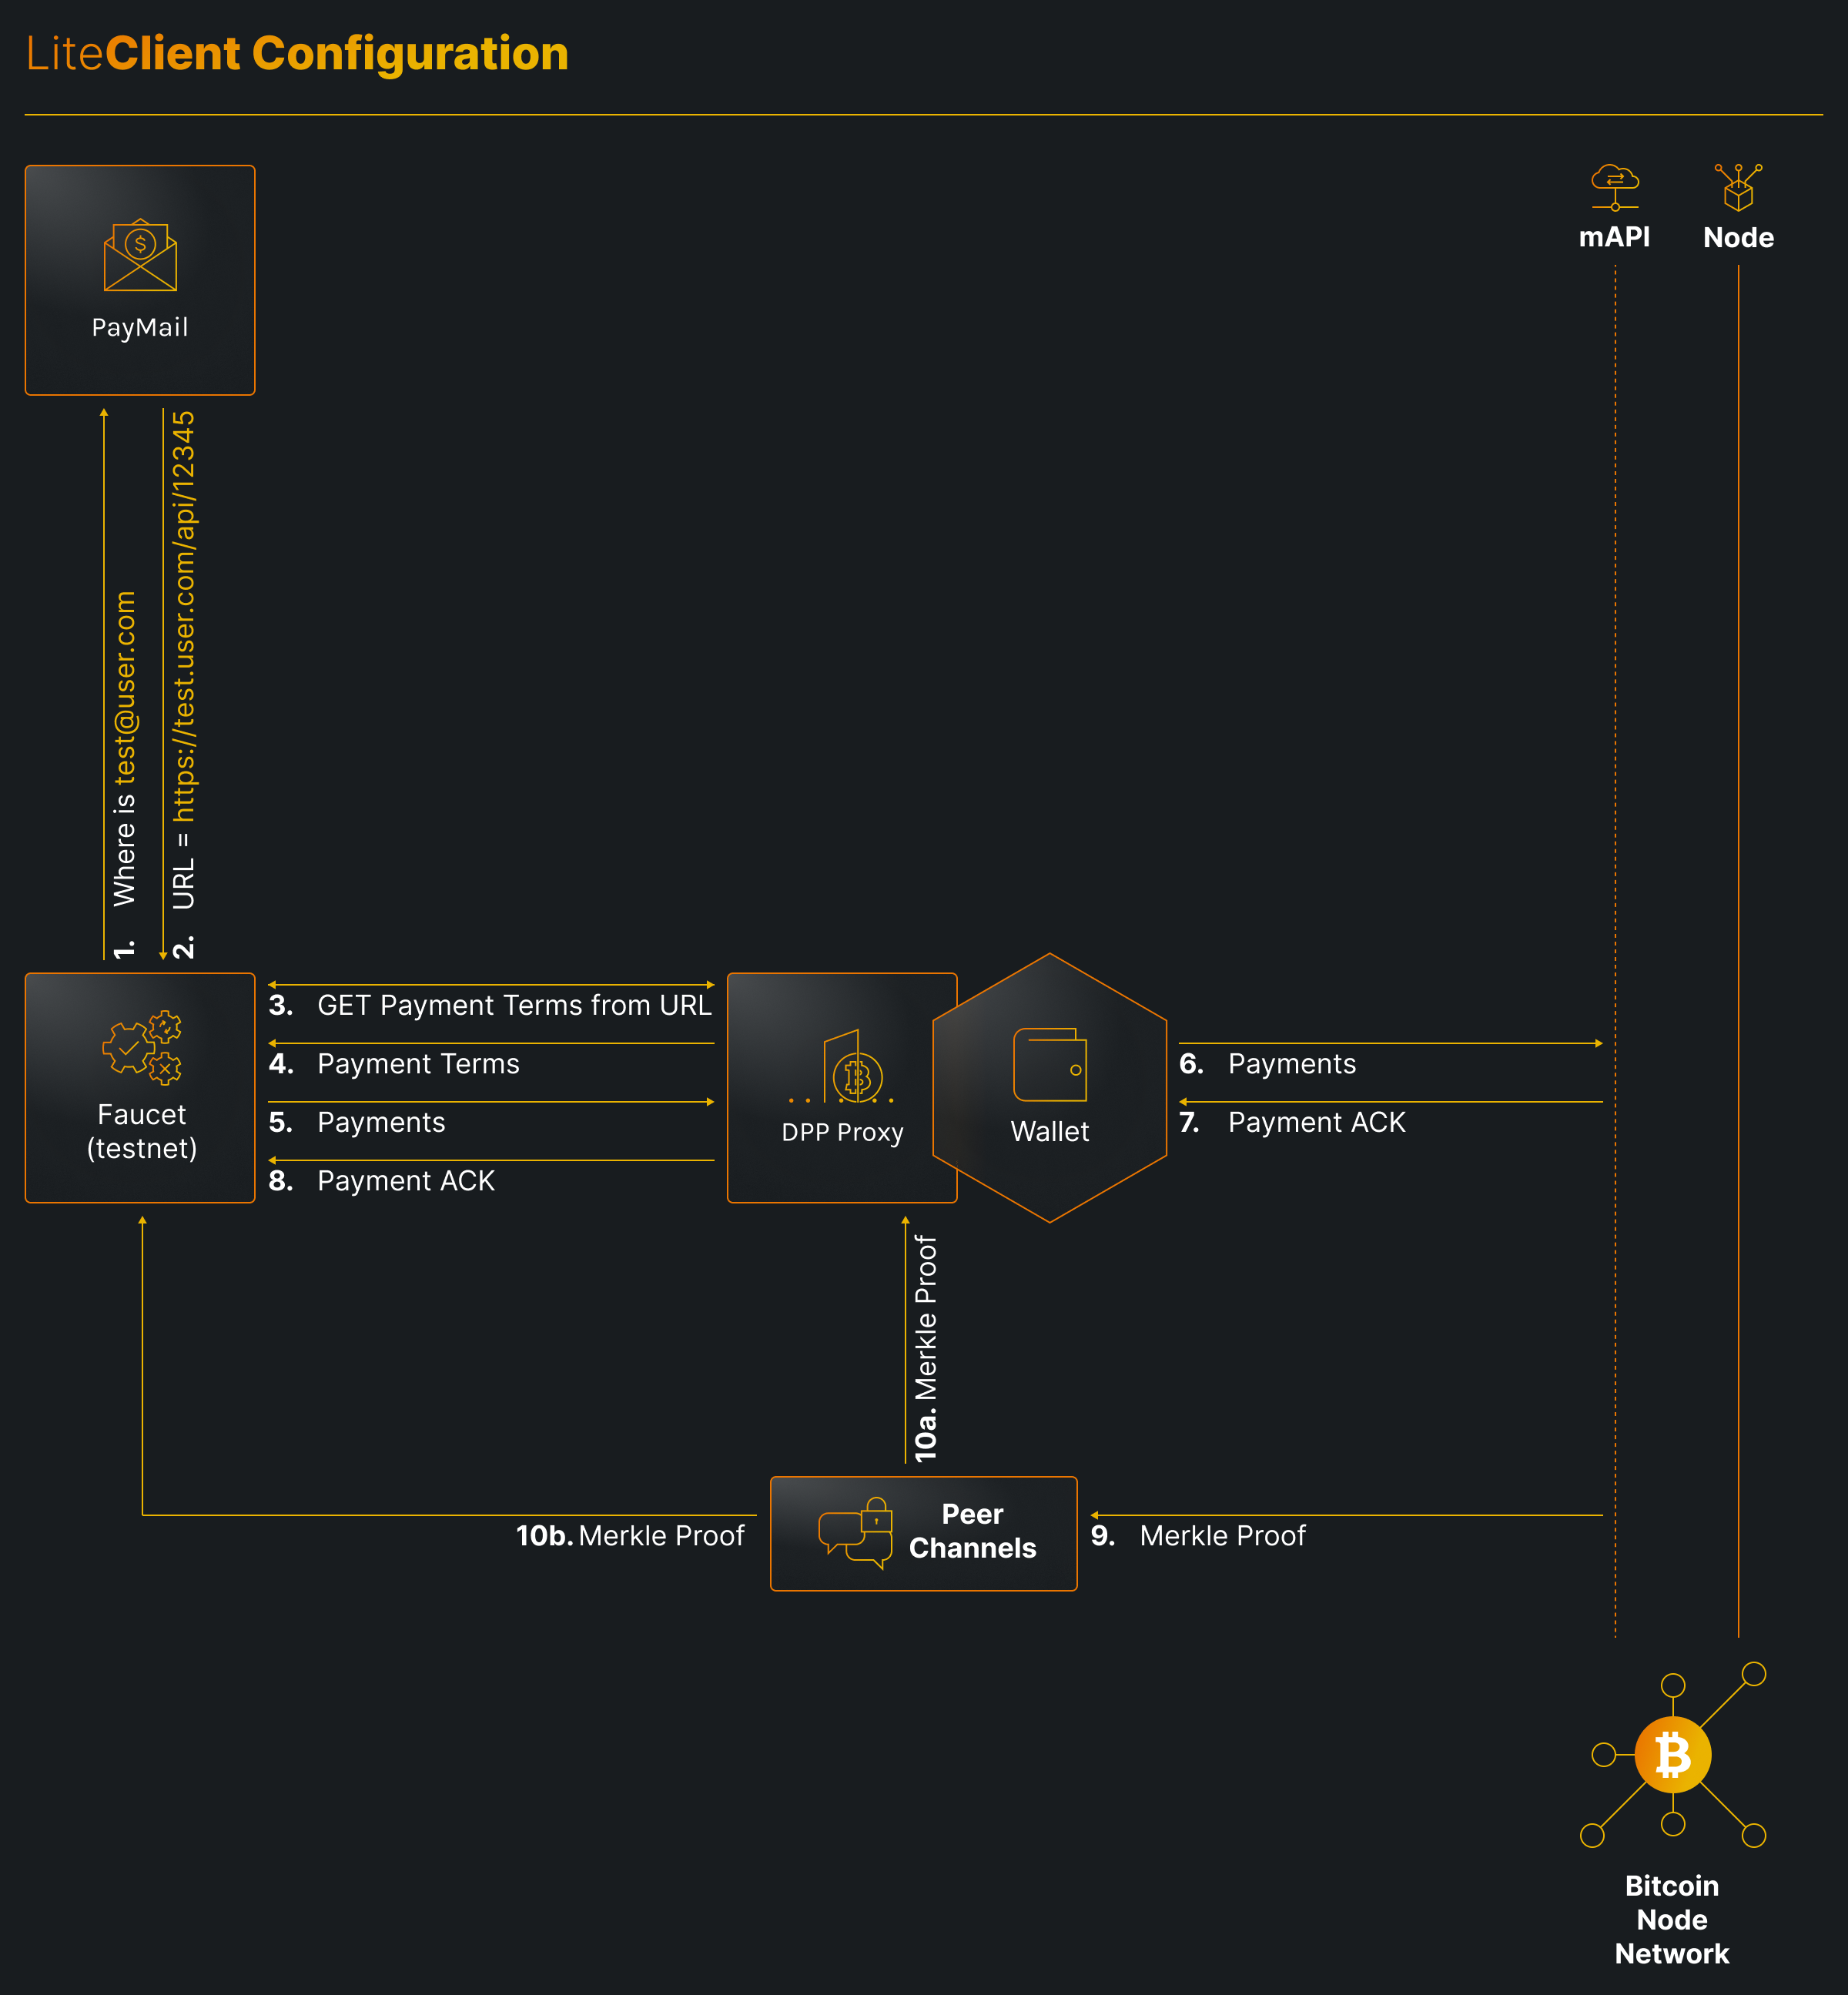 LiteClient Configuration
mAPI
Node
PayMail
1. Where is test@user.com
2. URL = https://test.user.com/api/12345
3. GET Payment Terms from URL
4. Payment Terms
5. Payments
8. Payment ACK
Faucet
(testnet)
DPP Proxy
Wallet
6. Payments
7. Payment ACK
10a. Merkle Proof
10b. Merkle Proof
Peer
Channels
9. Merkle Proof
Bitcoin
Node
Network